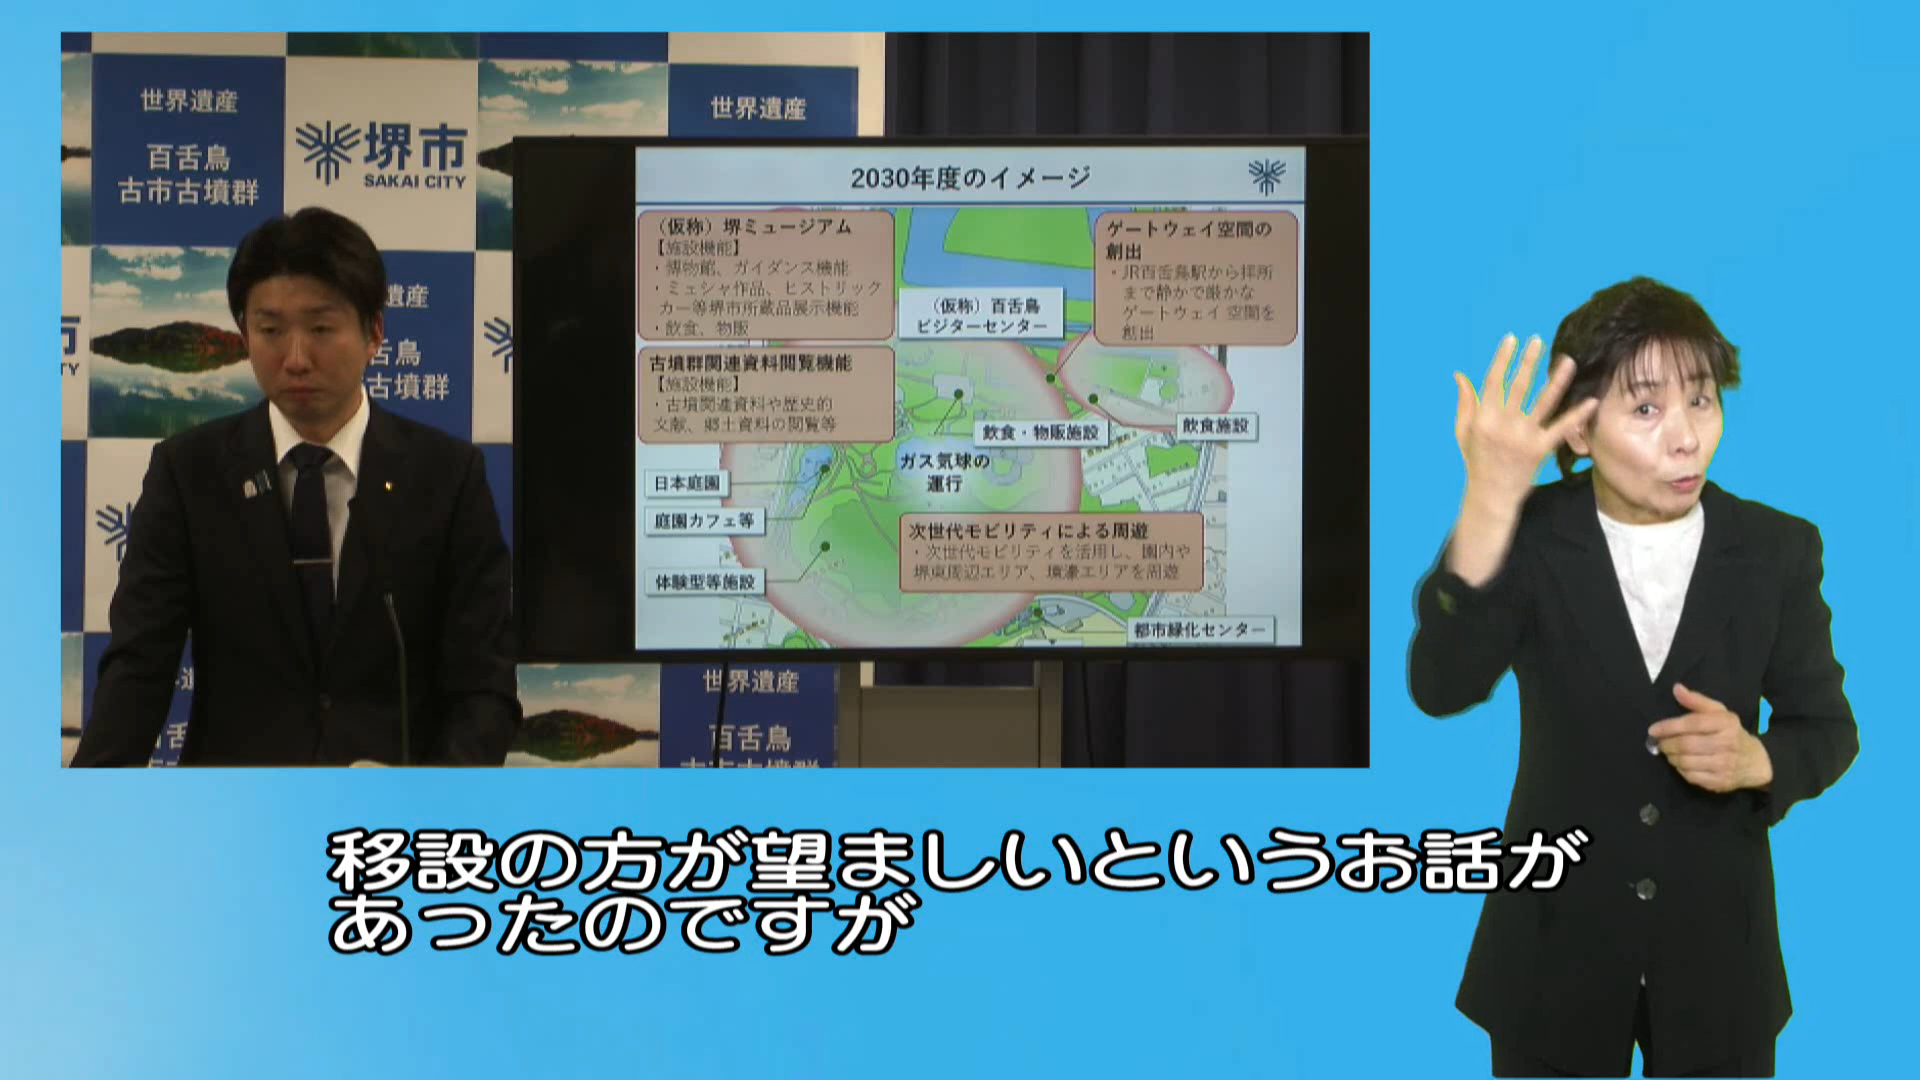 世界遺産
百舌鳥
古市古墳群
堺市
SAKAI CITY
世界遺産
遺産
舌鳥
古墳群
世界遺産
百舌鳥
2030年度のイメージ
（仮称）堺ミュージアム
【施設機能】
・博物館、ガイダンス機能
・ミュシャ作品、ヒストリック
カー等堺市所蔵品展示機能
・飲食、物販
古墳群関連資料閲覧機能
【施設機能】
・古墳関連資料や歴史的
文献、郷土資料の閲覧等
（仮称）百舌鳥
ビジターセンター
ゲートウェイ空間の
創出
・JR百舌鳥駅から拝所
まで静かで厳かな
ゲートウェイ空間を
創出
飲食・物販施設
飲食施設
ガス気球の
運行
日本庭園
庭園カフェ等
体験型等施設
次世代モビリティによる周遊
・次世代モビリティを活用し、園内や
堺東周辺エリア、環濠エリアを周遊
都市緑化センター
移設の方が望ましいというお話が
あったのですが